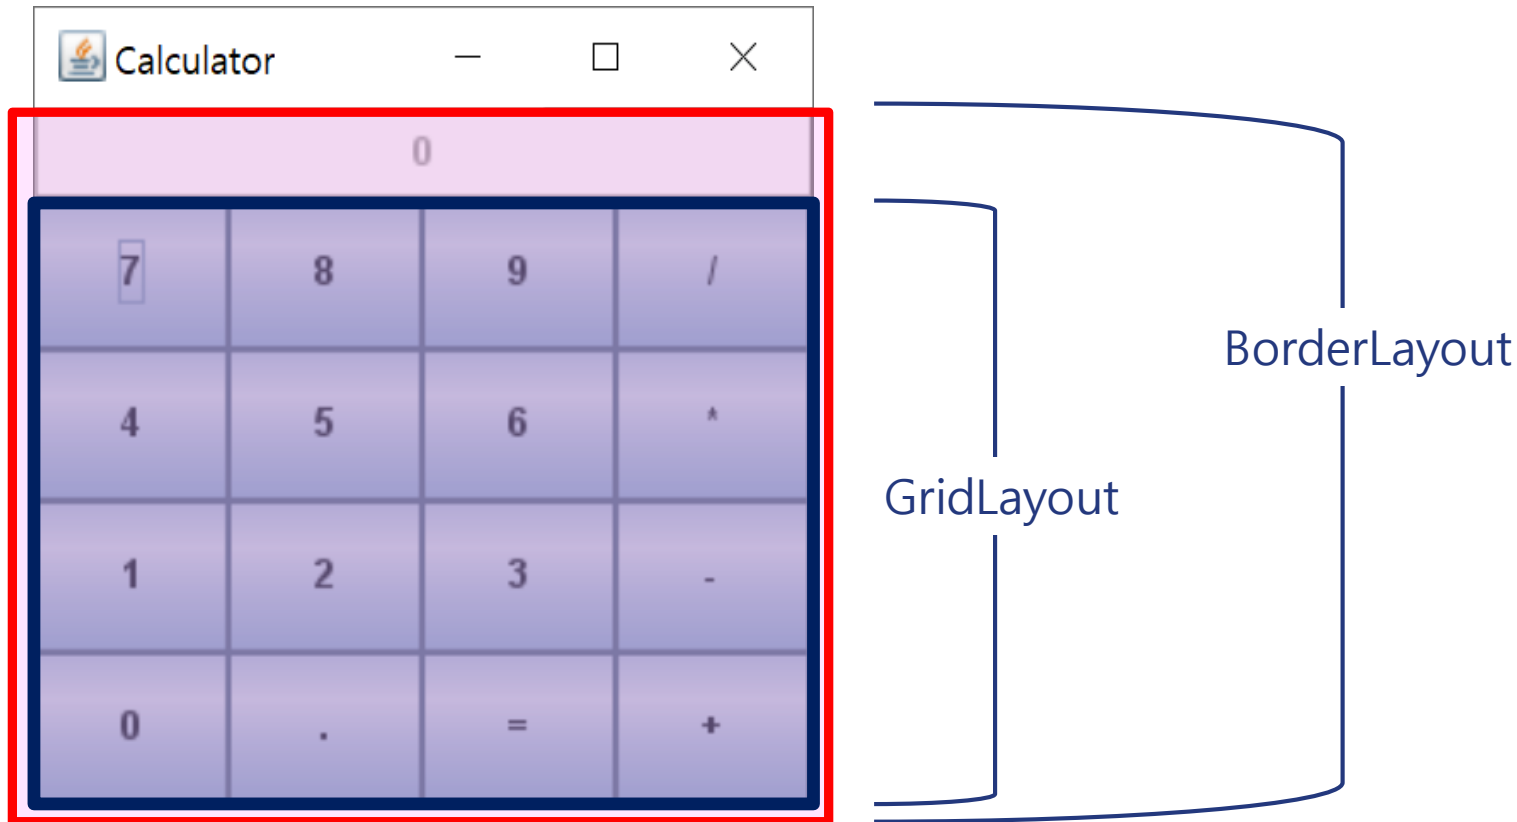 Calculator
0
7 8 9 /
BorderLayout
4 5 6 *
GridLayout
1 2 3 -
0 . = +